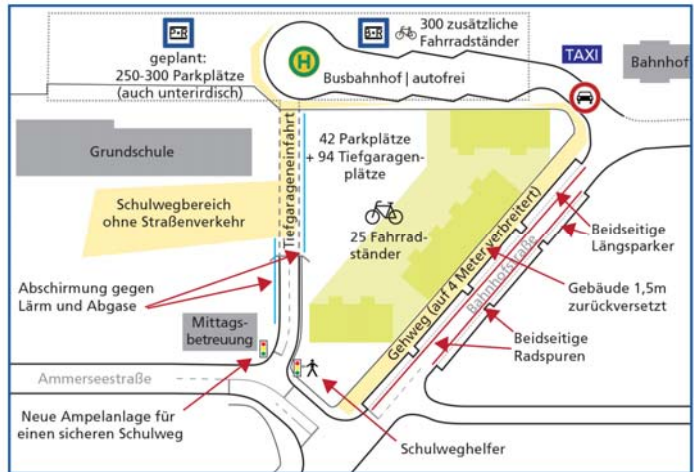 P+R
geplant:
250-300 Parkplätze
(auch unterirdisch)
H
Busbahnhof | autofrei
B+R
300 zusätzliche
Fahrradständer
TAXI
Bahnhof
Grundschule
Tiefgarageneinfahrt
42 Parkplätze
+ 94 Tiefgaragen-
plätze
25 Fahrrad-
ständer
Schulwegbereich
ohne Straßenverkehr
Gehweg (auf 4 Meter verbreitert)
Bahnhofstraße
Beidseitige
Längsparker
Gebäude 1,5m
zurückversetzt
Beidseitige
Radspuren
Abschirmung gegen
Lärm und Abgase
Mittags-
betreuung
Ammerseestraße
Neue Ampelanlage für
einen sicheren Schulweg
Schulweghelfer